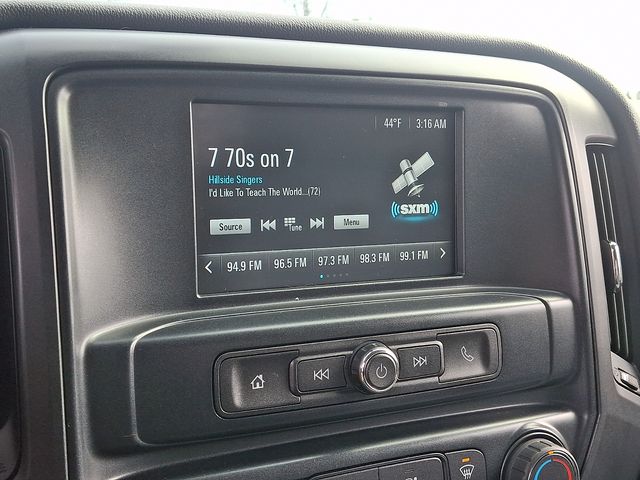 44°F 3:16 AM
7 70s on 7
Hillside Singers
I'd Like To Teach The World...(72)
((sxm))
Source Tune Menu
94.9 FM 96.5 FM 97.3 FM 98.3 FM 99.1 FM